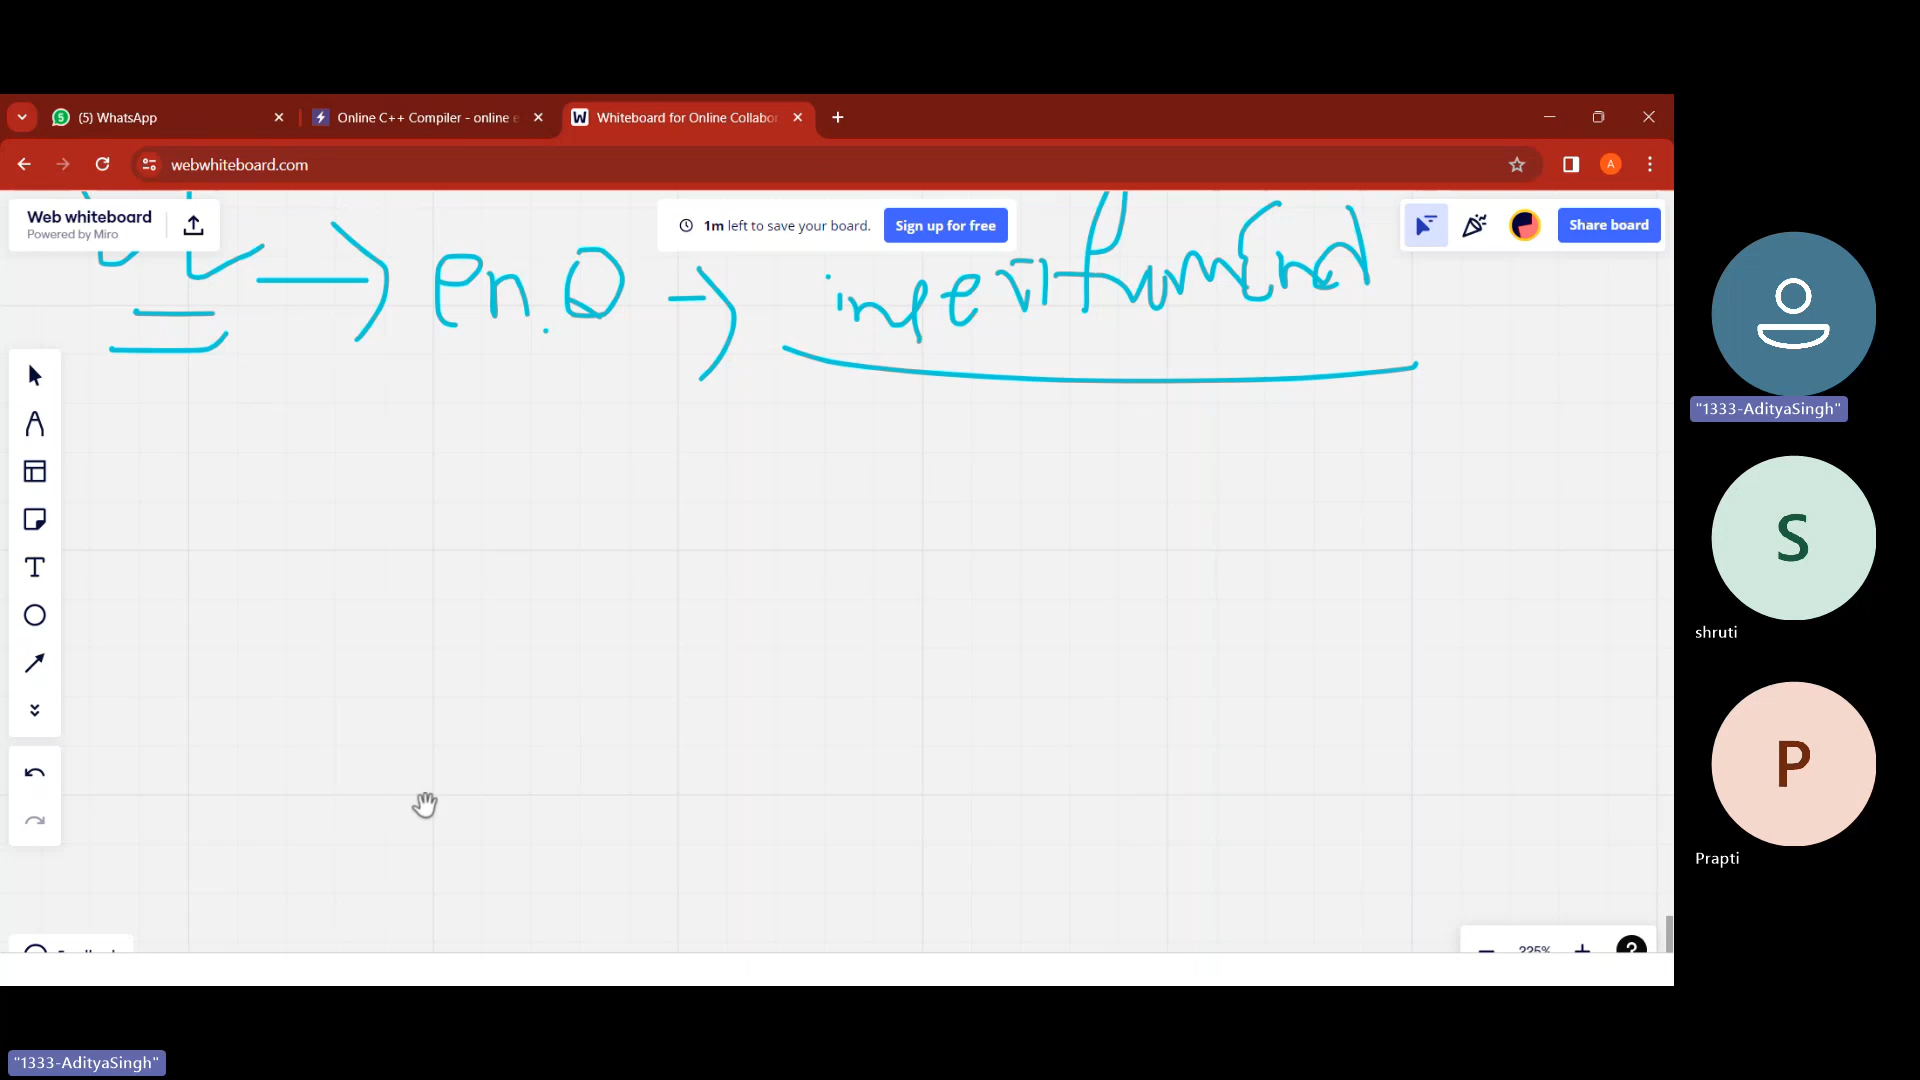 (5) WhatsApp
Online C++ Compiler - online e
Whiteboard for Online Collabor
webwhiteboard.com
A
Web whiteboard
Powered by Miro
1m left to save your board.
Sign up for free
Share board
en.
T
225%
?
"1333-AdityaSingh"
S
shruti
P
Prapti
"1333-AdityaSingh"